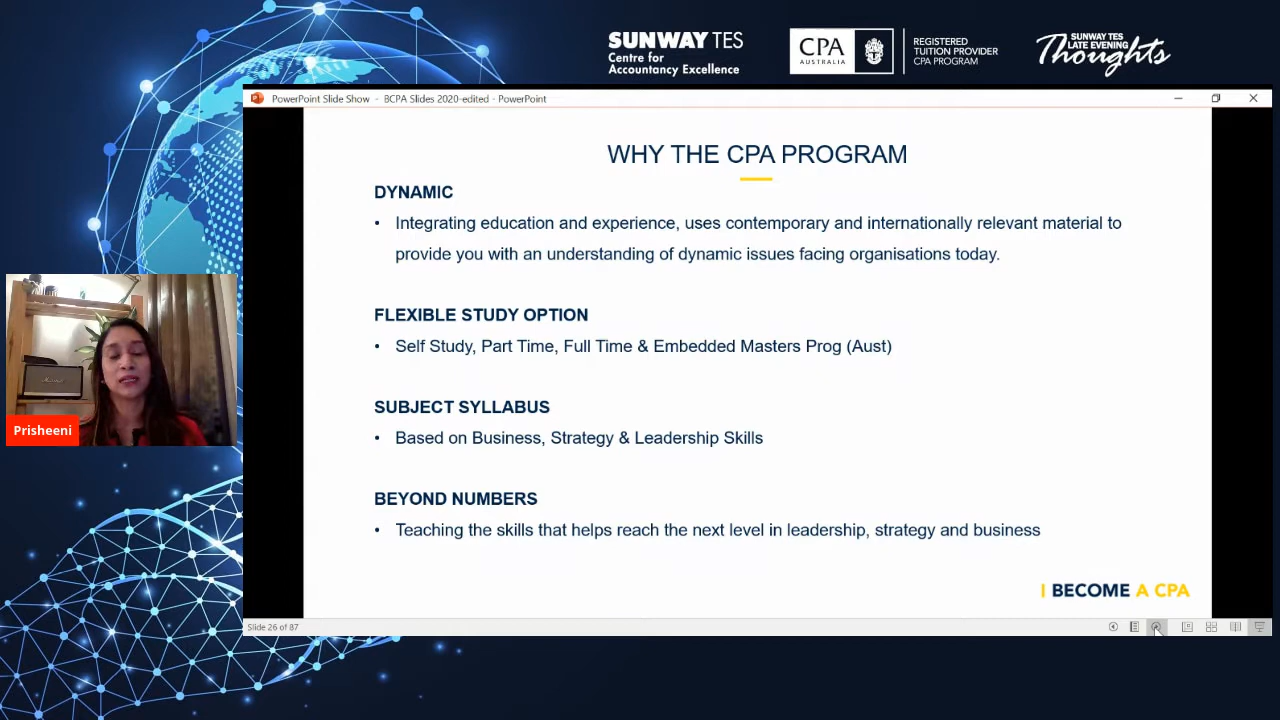 SUNWAY TES
Centre for
Accountancy Excellence
CPA
AUSTRALIA
REGISTERED
TUITION PROVIDER
CPA PROGRAM
SUNWAY TES
LATE EVENING
Thoughts
PowerPoint Slide Show - BCPA Slides 2020-edited - PowerPoint
WHY THE CPA PROGRAM
DYNAMIC
• Integrating education and experience, uses contemporary and internationally relevant material to
provide you with an understanding of dynamic issues facing organisations today.
FLEXIBLE STUDY OPTION
• Self Study, Part Time, Full Time & Embedded Masters Prog (Aust)
SUBJECT SYLLABUS
• Based on Business, Strategy & Leadership Skills
BEYOND NUMBERS
• Teaching the skills that helps reach the next level in leadership, strategy and business
I BECOME A CPA
Slide 26 of 87
Marshall
Prisheeni